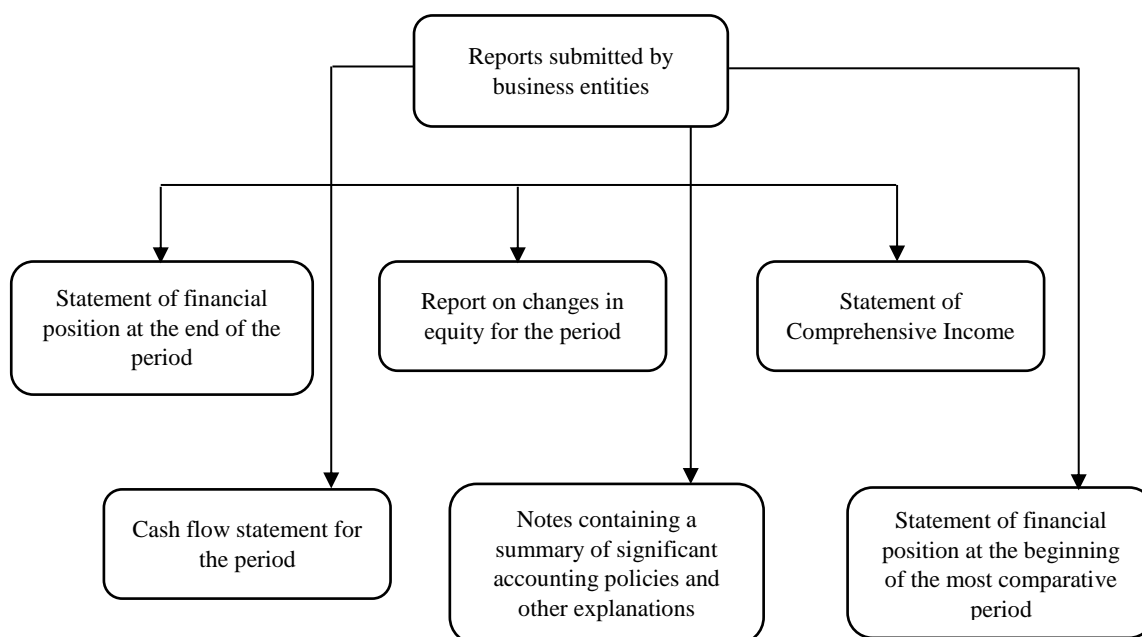 Reports submitted by
business entities
Statement of financial
position at the end of the
period
Report on changes in
equity for the period
Statement of
Comprehensive Income
Cash flow statement for
the period
Notes containing a
summary of significant
accounting policies and
other explanations
Statement of financial
position at the beginning
of the most comparative
period